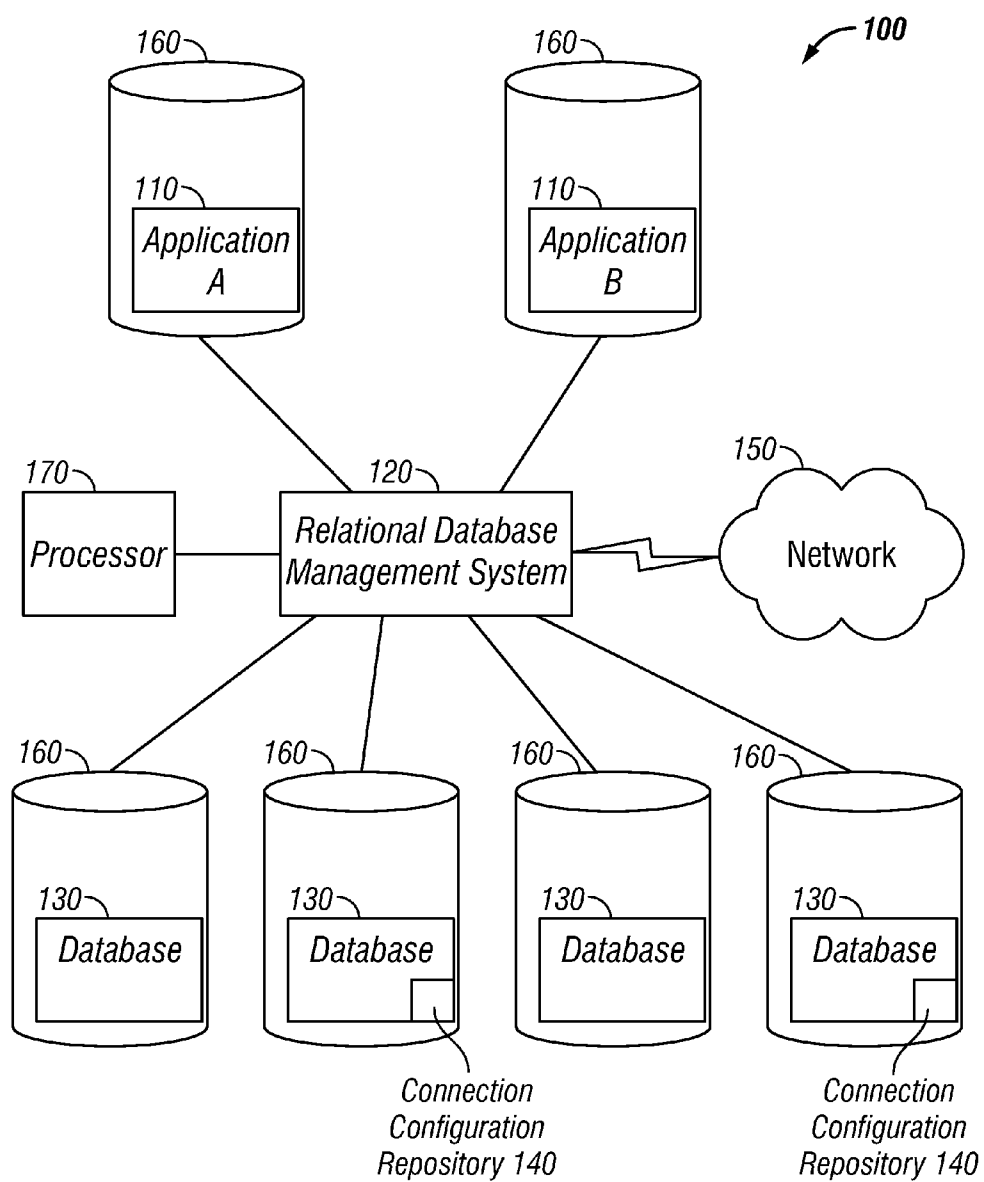 100
160
160
110
110
Application
A
Application
B
170
120
150
Processor
Relational Database
Management System
Network
160
160
160
160
130
130
130
130
Database
Database
Database
Database
Connection
Configuration
Repository 140
Connection
Configuration
Repository 140